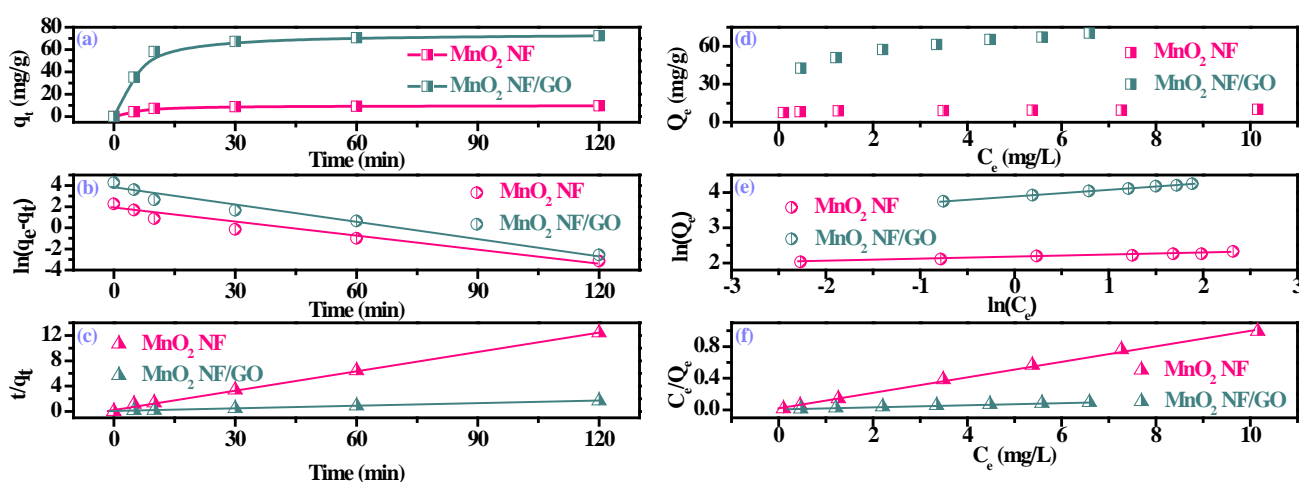 (a)
80
60
40
20
0
q_t (mg/g)
MnO₂ NF
MnO₂ NF/GO
0 30 60 90 120
Time (min)
(b)
4
2
0
-2
-4
ln(q_e-q_t)
MnO₂ NF
MnO₂ NF/GO
0 30 60 90 120
Time (min)
(c)
12
8
4
0
t/q_t
MnO₂ NF
MnO₂ NF/GO
0 30 60 90 120
Time (min)
(d)
60
30
0
Q_e (mg/g)
MnO₂ NF
MnO₂ NF/GO
0 2 4 6 8 10
C_e (mg/L)
(e)
4
2
ln(Q_e)
MnO₂ NF
MnO₂ NF/GO
-3 -2 -1 0 1 2 3
ln(C_e)
(f)
0.8
0.4
0.0
C_e/Q_e
MnO₂ NF
MnO₂ NF/GO
0 2 4 6 8 10
C_e (mg/L)